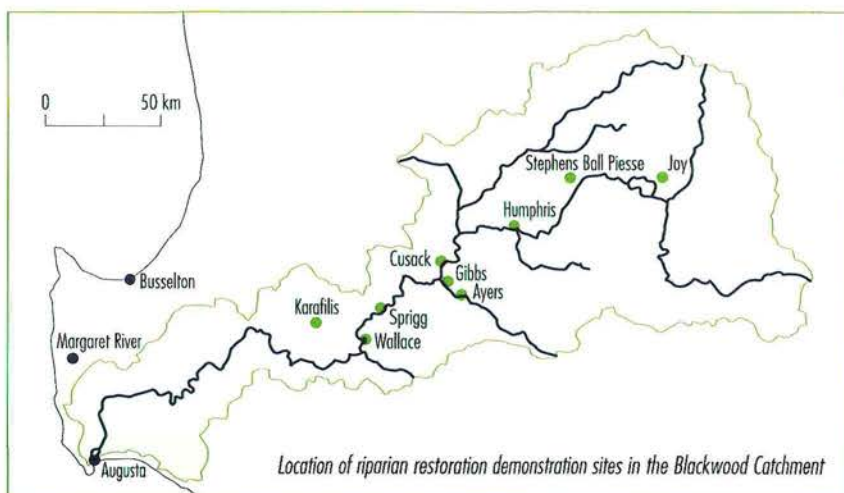 0 50 km
Stephens Ball Piesse Joy
Humphris
Cusack
Gibbs
Ayers
Busselton
Karafilis
Sprigg
Wallace
Margaret River
Augusta
Location of riparian restoration demonstration sites in the Blackwood Catchment